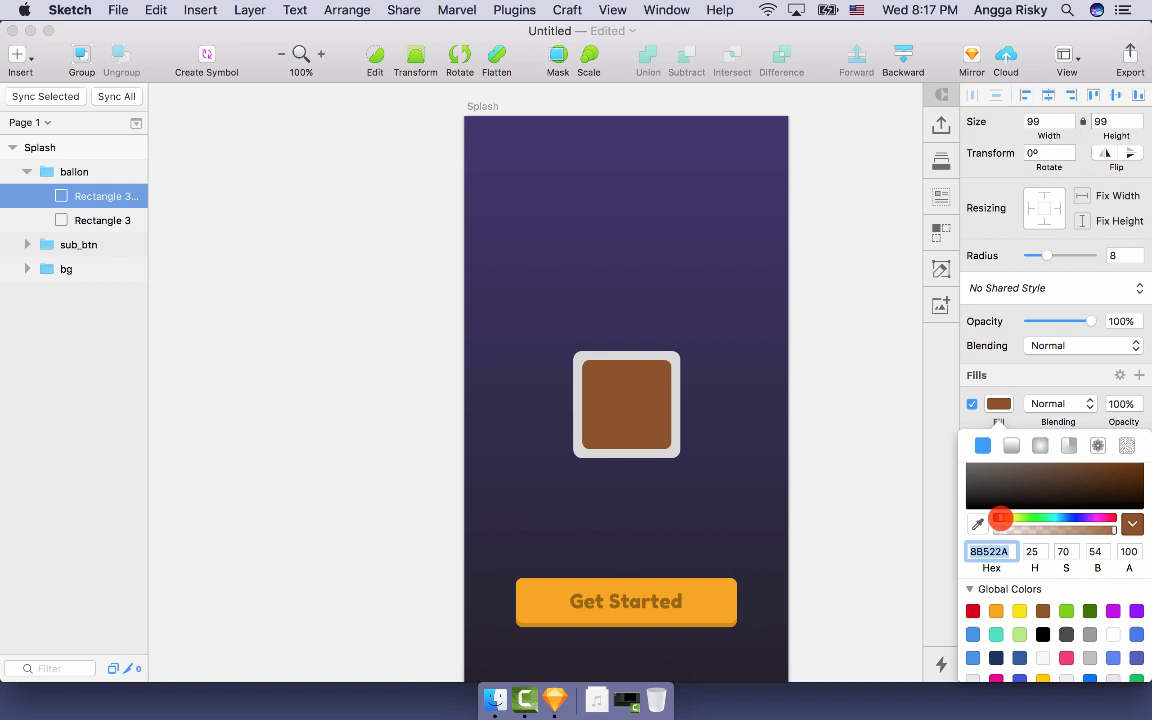 Sketch File Edit Insert Layer Text Arrange Share Marvel Plugins Craft View Window Help Wed 8:17 PM Angga Risky
Untitled — Edited
Insert Group Ungroup Create Symbol 100% Edit Transform Rotate Flatten Mask Scale Union Subtract Intersect Difference Forward Backward Mirror Cloud View Export
Sync Selected Sync All
Page 1
Splash
ballon
Rectangle 3...
Rectangle 3
sub_btn
bg
Filter
0
Splash
Get Started
Size 99 99
Width Height
Transform 0º
Rotate Flip
Resizing Fix Width
Fix Height
Radius 8
No Shared Style
Opacity 100%
Blending Normal
Fills
Normal 100%
Fill Blending Opacity
8B522A 25 70 54 100
Hex H S B A
Global Colors